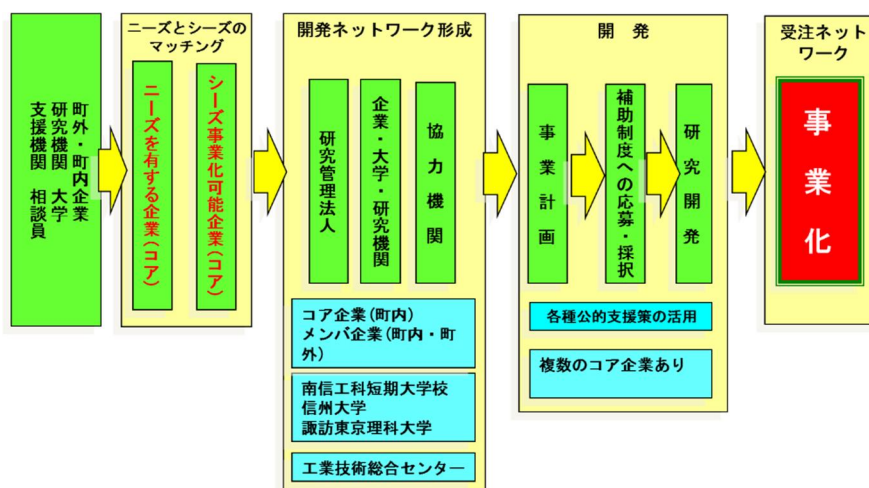 町外・町内企業
研究機関 大学
支援機関 相談員
ニーズとシーズの
マッチング
ニーズを有する企業(コア)
シーズ事業化可能企業(コア)
開発ネットワーク形成
研究管理法人
企業・大学・研究機関
協力機関
コア企業(町内)
メンバ企業(町内・町
外)
南信工科短期大学校
信州大学
諏訪東京理科大学
工業技術総合センター
開 発
事業計画
補助制度への応募・採択
研究開発
各種公的支援策の活用
複数のコア企業あり
受注ネット
ワーク
事業化